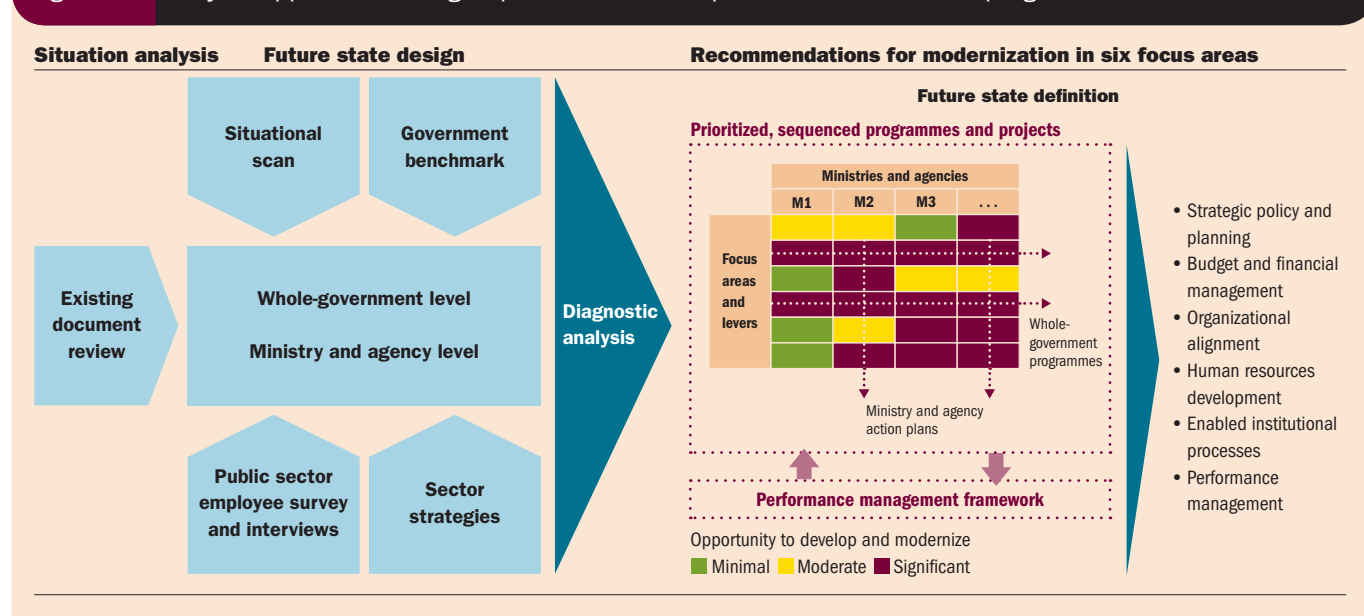 Situation analysis
Future state design
Recommendations for modernization in six focus areas
Situational
scan
Government
benchmark
Existing
document
review
Whole-government level
Ministry and agency level
Public sector
employee survey
and interviews
Sector
strategies
Diagnostic
analysis
Future state definition
Prioritized, sequenced programmes and projects
Ministries and agencies
M1 M2 M3 ...
Focus
areas
and
levers
Whole-
government
programmes
Ministry and agency
action plans
Performance management framework
Opportunity to develop and modernize
Minimal Moderate Significant
• Strategic policy and
planning
• Budget and financial
management
• Organizational
alignment
• Human resources
development
• Enabled institutional
processes
• Performance
management